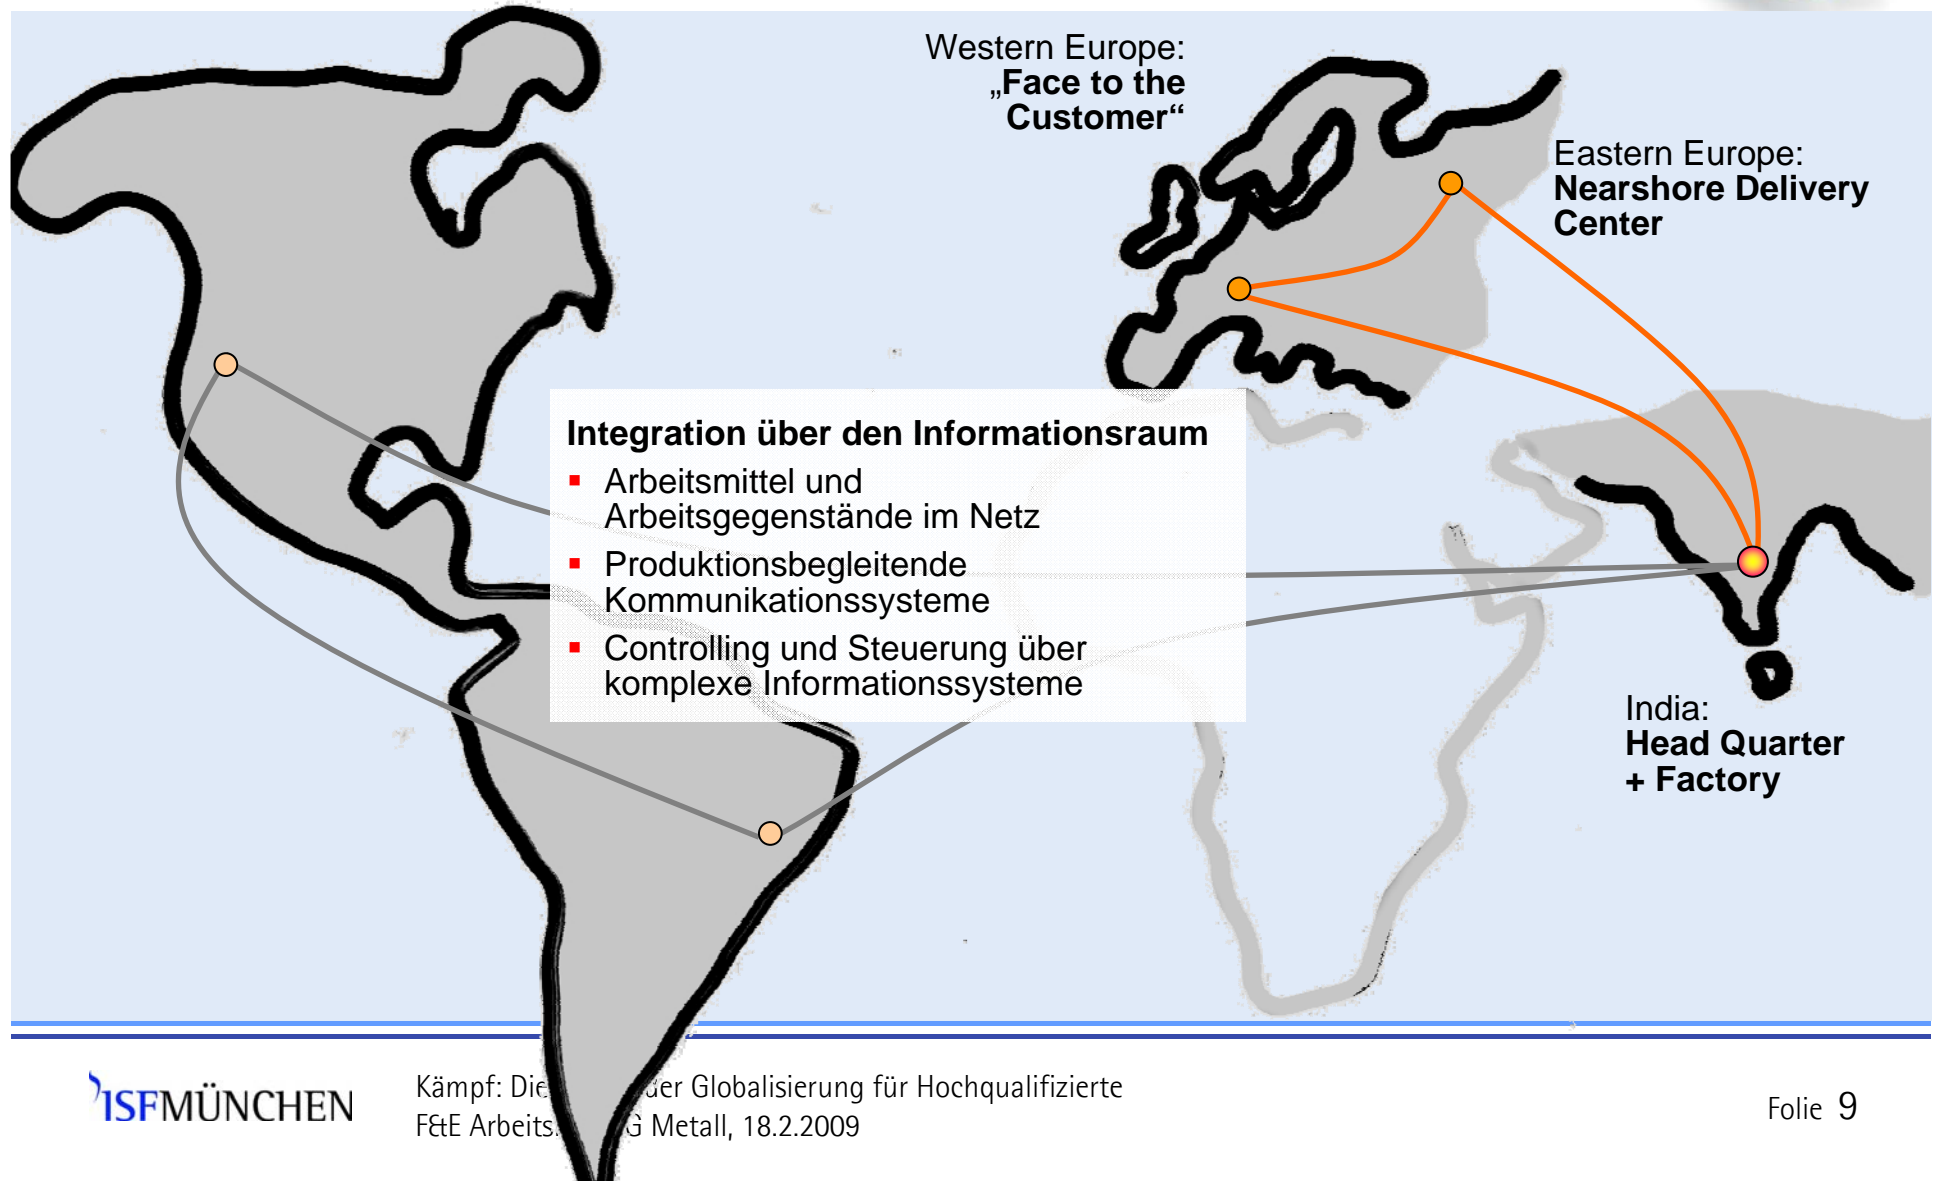 Western Europe:
„Face to the
Customer“
Eastern Europe:
Nearshore Delivery
Center
Integration über den Informationsraum
▪ Arbeitsmittel und
Arbeitsgegenstände im Netz
▪ Produktionsbegleitende
Kommunikationssysteme
▪ Controlling und Steuerung über
komplexe Informationssysteme
India:
Head Quarter
+ Factory
ISFMÜNCHEN
Kämpf: Die der Globalisierung für Hochqualifizierte
F&E Metall, 18.2.2009
Folie 9